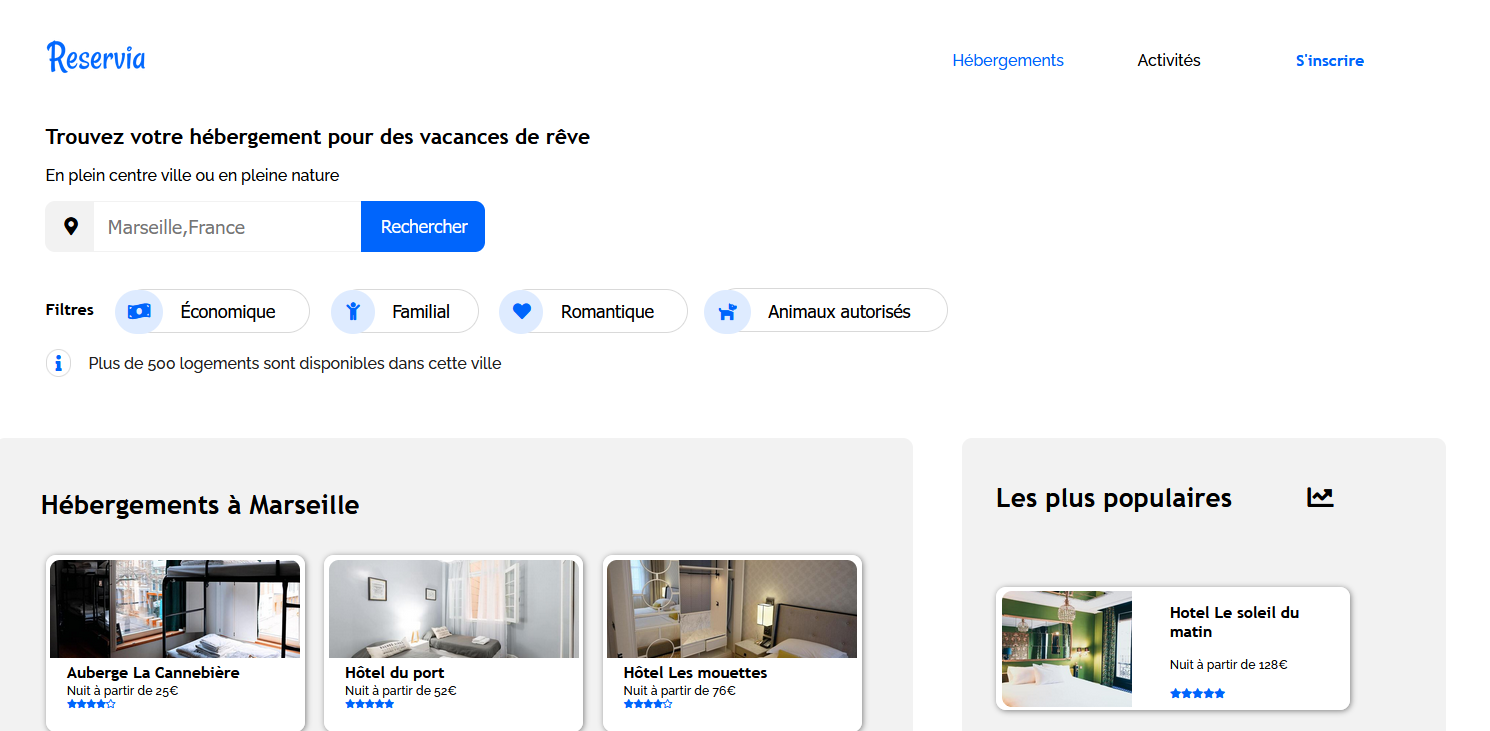 Reservia
Hébergements
Activités
S'inscrire
Trouvez votre hébergement pour des vacances de rêve
En plein centre ville ou en pleine nature
Marseille,France
Rechercher
Filtres
Économique
Familial
Romantique
Animaux autorisés
Plus de 500 logements sont disponibles dans cette ville
Hébergements à Marseille
Auberge La Cannebière
Nuit à partir de 25€
Hôtel du port
Nuit à partir de 52€
Hôtel Les mouettes
Nuit à partir de 76€
Les plus populaires
Hotel Le soleil du
matin
Nuit à partir de 128€